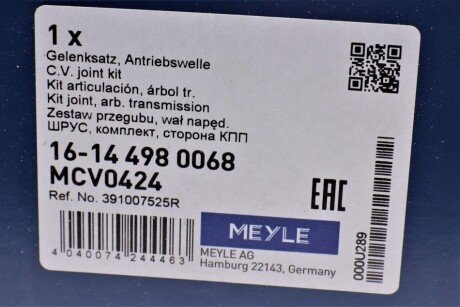 1 x
Gelenksatz, Antriebswelle
C.V. joint kit
Kit articulación, árbol tr.
Kit joint, arb. transmission
Zestaw przegubu, wał napęd.
ШРУС, комплект, сторона КПП
16-14 498 0068
MCV0424
Ref. No. 391007525R
EAC
MEYLE
MEYLE AG
Hamburg 22143, Germany
4 040074 244463
000U289